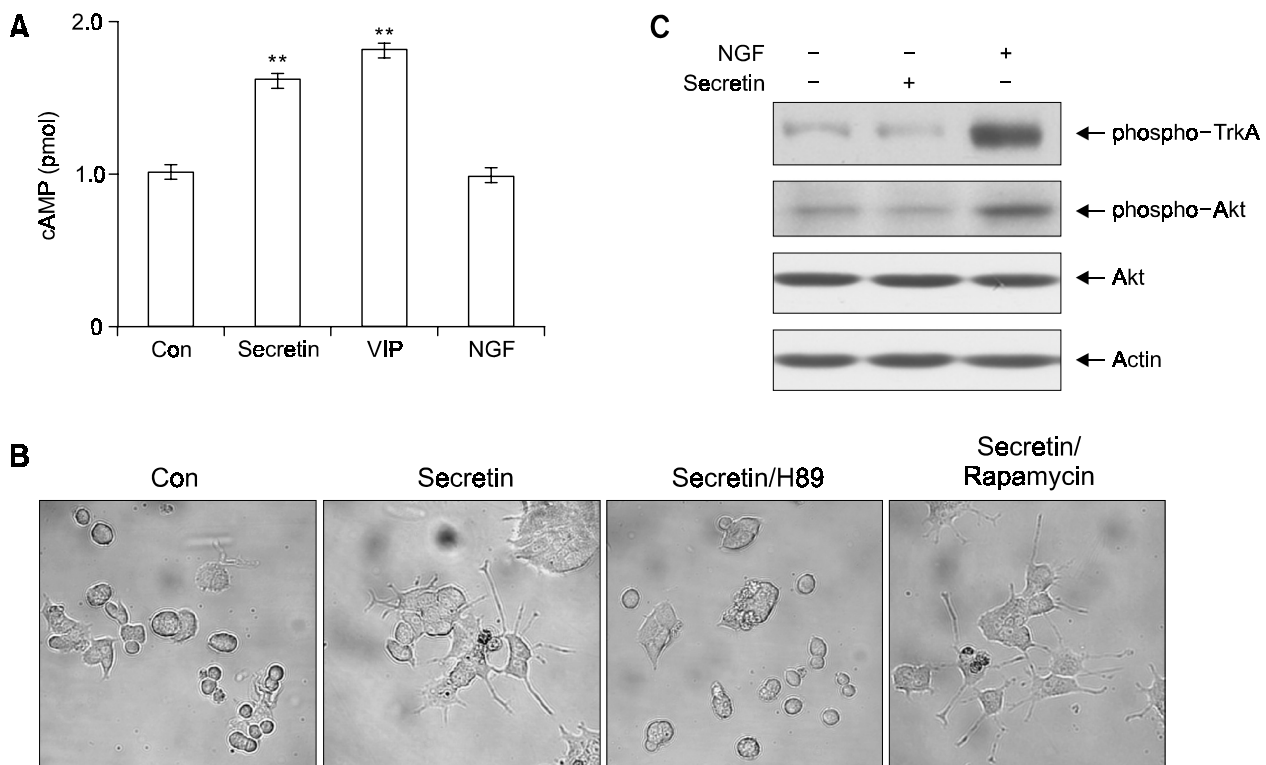 A
2.0
** **
1.0
0
cAMP (pmol)
Con Secretin VIP NGF
C
NGF − − +
Secretin − + −
phospho−TrkA
phospho−Akt
Akt
Actin
B
Con
Secretin
Secretin/H89
Secretin/
Rapamycin